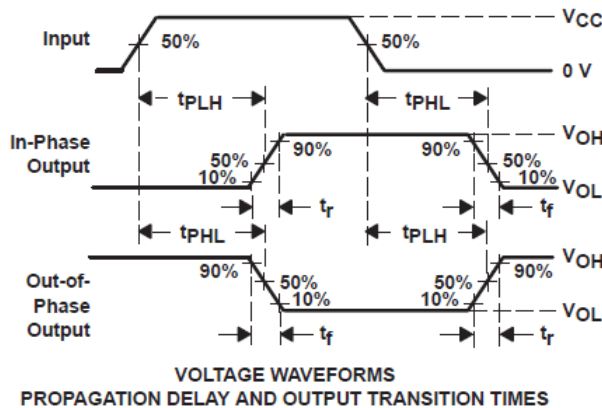 Input
50%
50%
VCC
0 V
tPLH
tPHL
In-Phase
Output
50%
10%
90%
90%
50%
10%
VOH
VOL
tr
tf
tPHL
tPLH
Out-of-
Phase
Output
90%
50%
10%
50%
10%
90%
VOH
VOL
tf
tr
VOLTAGE WAVEFORMS
PROPAGATION DELAY AND OUTPUT TRANSITION TIMES